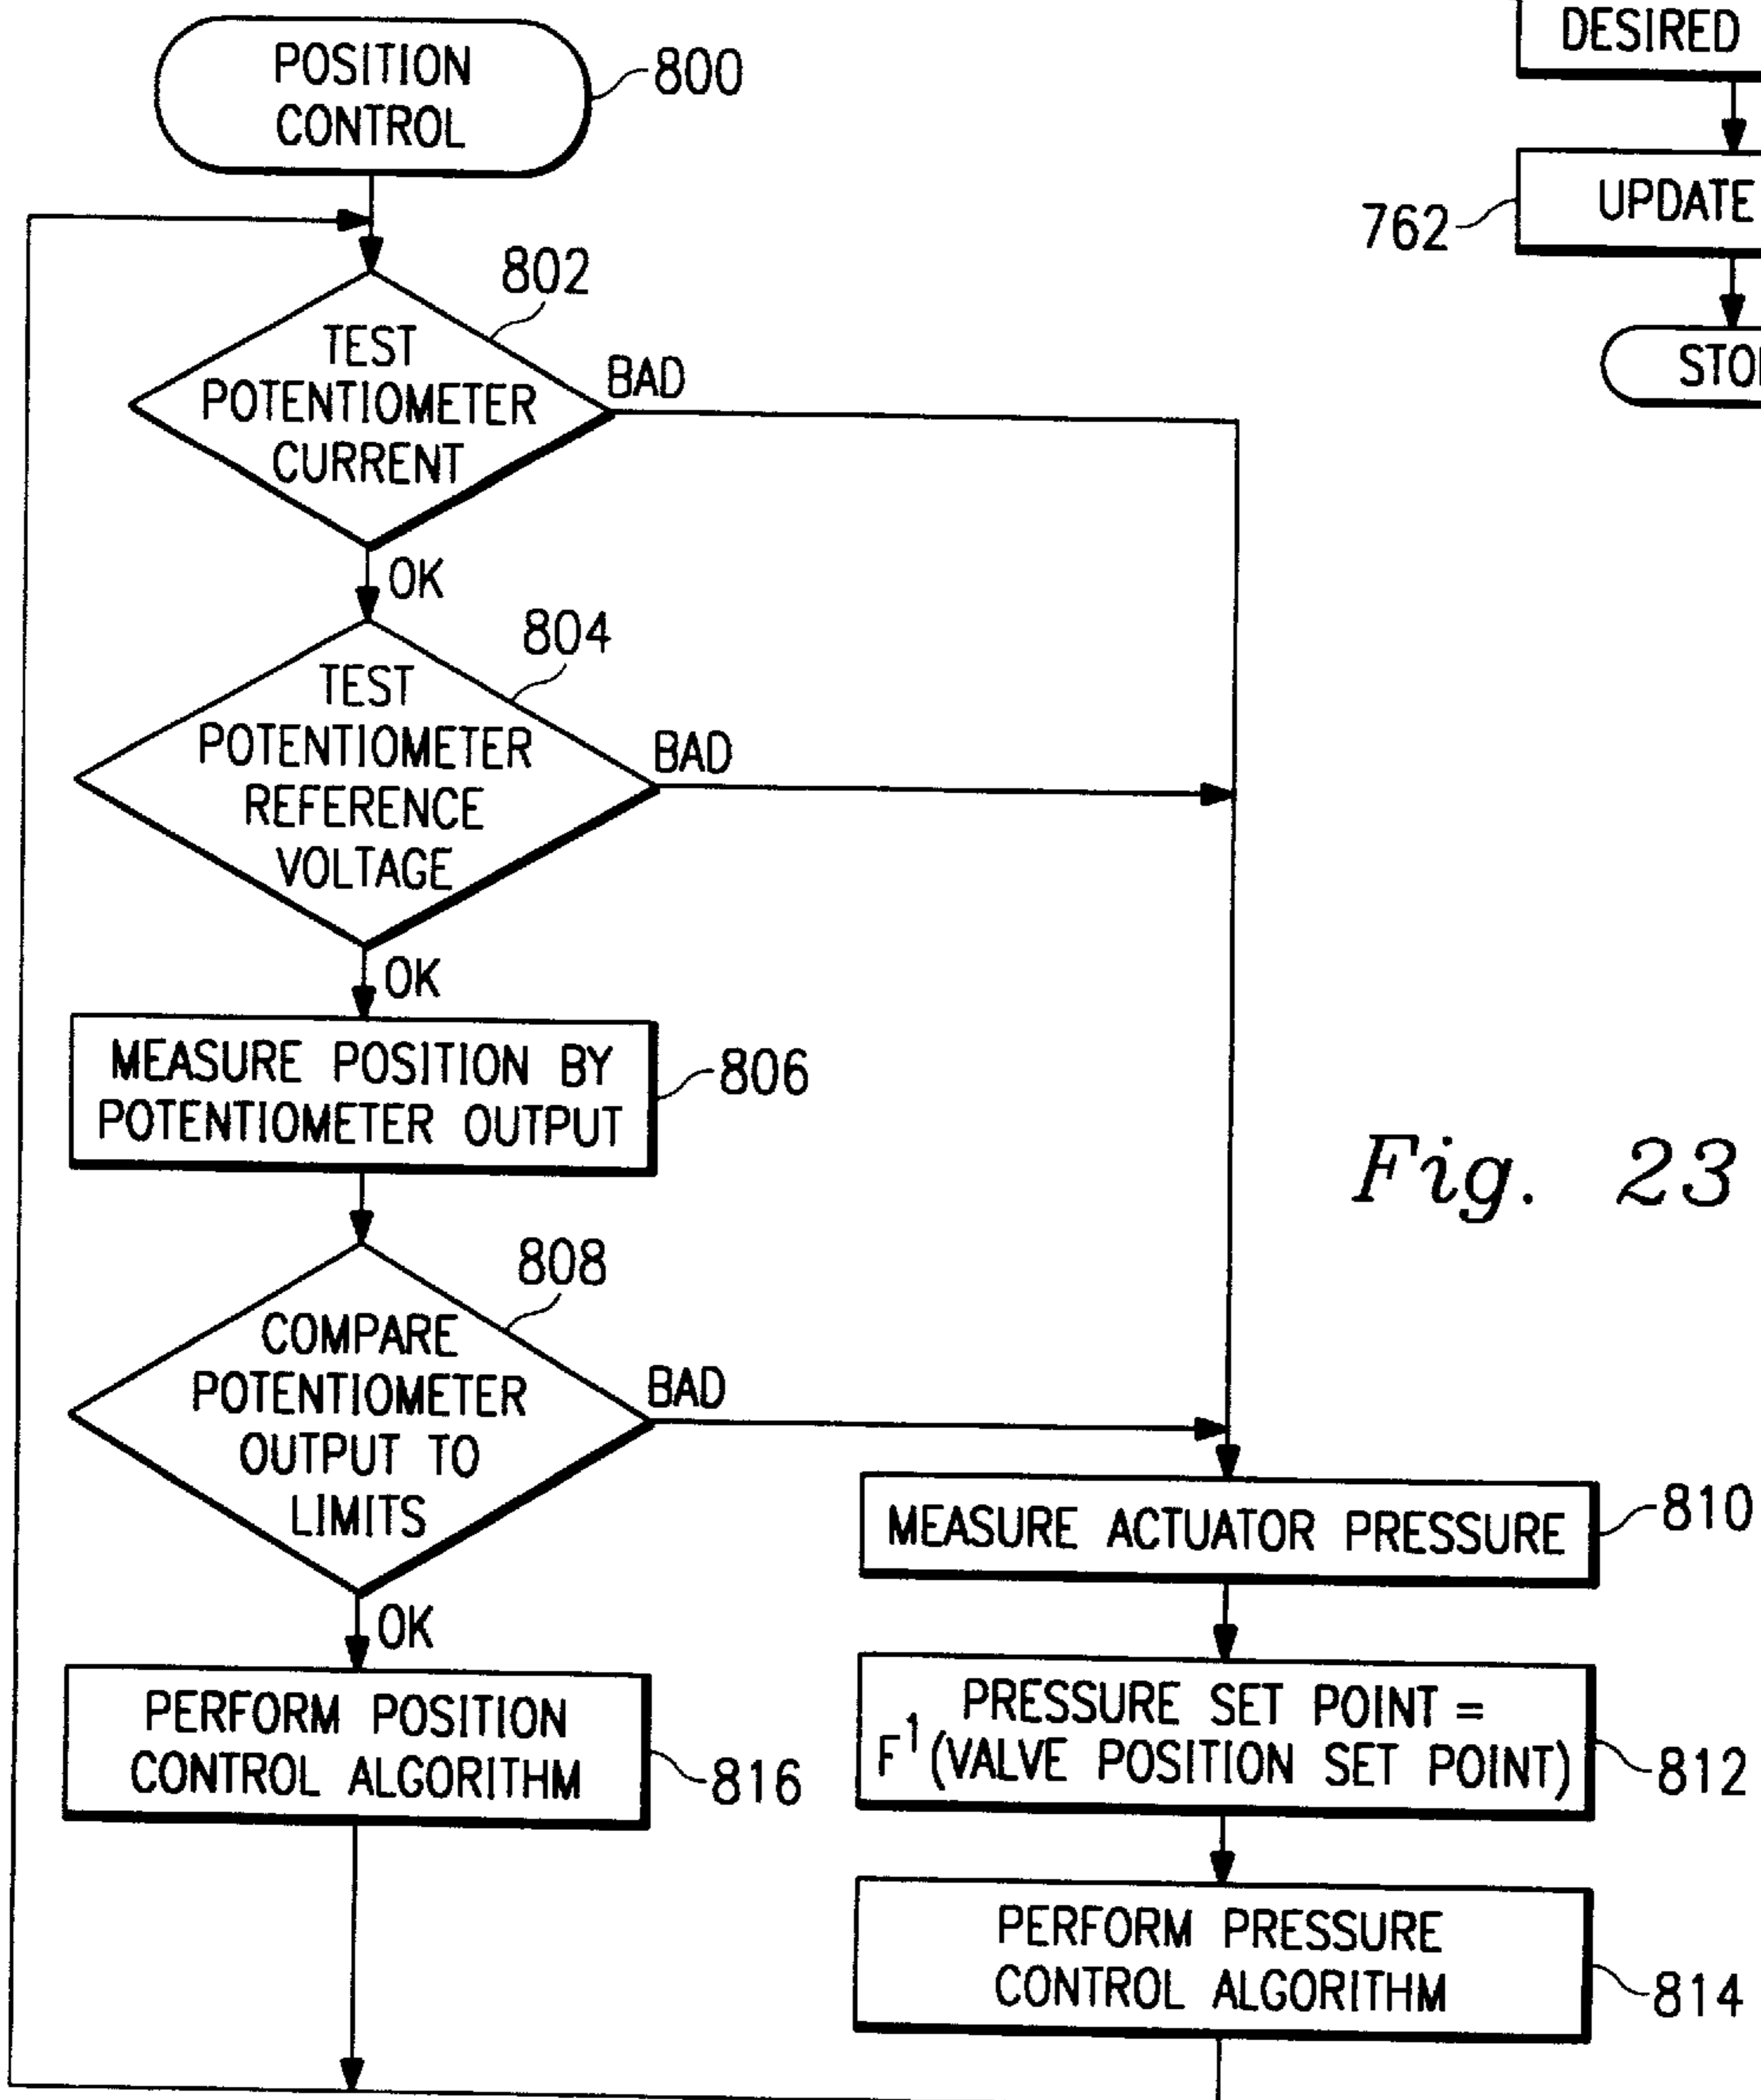 POSITION
CONTROL
800
802
TEST
POTENTIOMETER
CURRENT
BAD
OK
804
TEST
POTENTIOMETER
REFERENCE
VOLTAGE
BAD
OK
MEASURE POSITION BY
POTENTIOMETER OUTPUT
806
808
COMPARE
POTENTIOMETER
OUTPUT TO
LIMITS
BAD
OK
PERFORM POSITION
CONTROL ALGORITHM
816
MEASURE ACTUATOR PRESSURE
810
PRESSURE SET POINT =
F¹ (VALVE POSITION SET POINT)
812
PERFORM PRESSURE
CONTROL ALGORITHM
814
DESIRED
UPDATE
762
Fig. 23